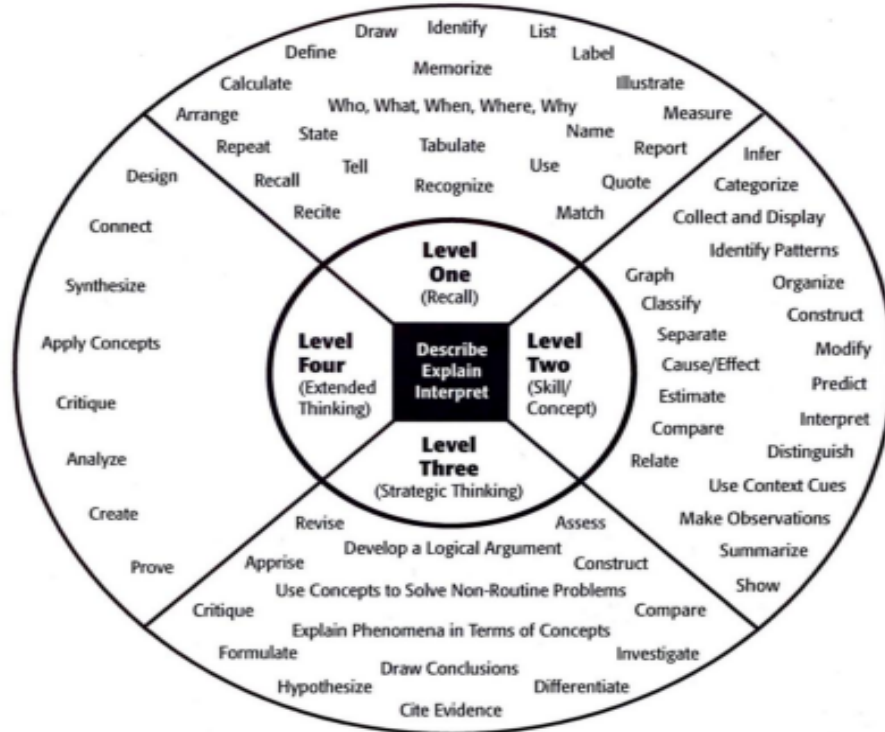 Draw
Identify
List
Define
Label
Memorize
Calculate
Illustrate
Arrange
Who, What, When, Where, Why
Measure
State
Name
Repeat
Tabulate
Report
Tell
Use
Recall
Recognize
Quote
Recite
Match
Infer
Categorize
Collect and Display
Identify Patterns
Graph
Organize
Classify
Construct
Separate
Modify
Cause/Effect
Predict
Estimate
Interpret
Compare
Distinguish
Relate
Use Context Cues
Make Observations
Summarize
Show
Design
Connect
Synthesize
Apply Concepts
Critique
Analyze
Create
Prove
Level
One
(Recall)
Level
Four
(Extended
Thinking)
Describe
Explain
Interpret
Level
Two
(Skill/
Concept)
Level
Three
(Strategic Thinking)
Revise
Assess
Develop a Logical Argument
Apprise
Construct
Use Concepts to Solve Non-Routine Problems
Critique
Compare
Explain Phenomena in Terms of Concepts
Formulate
Investigate
Draw Conclusions
Hypothesize
Differentiate
Cite Evidence